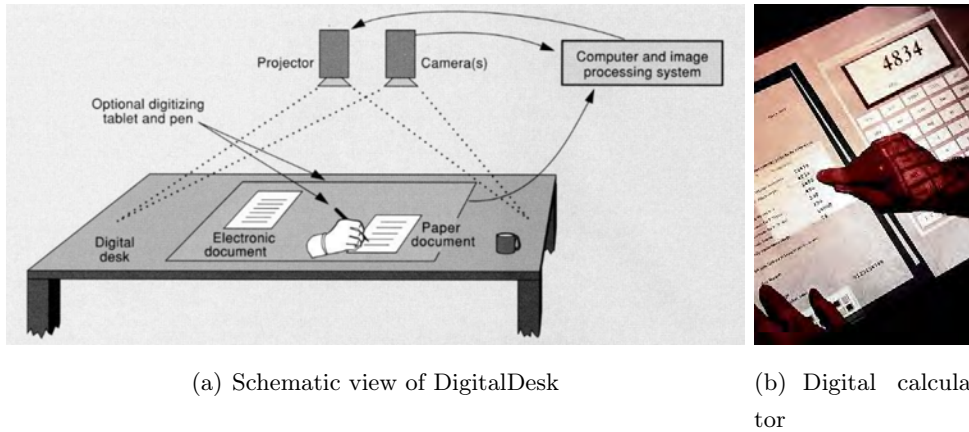 Projector
Camera(s)
Computer and image
processing system
Optional digitizing
tablet and pen
Electronic
document
Paper
document
Digital
desk
4834
(a) Schematic view of DigitalDesk
(b) Digital calcula-
tor